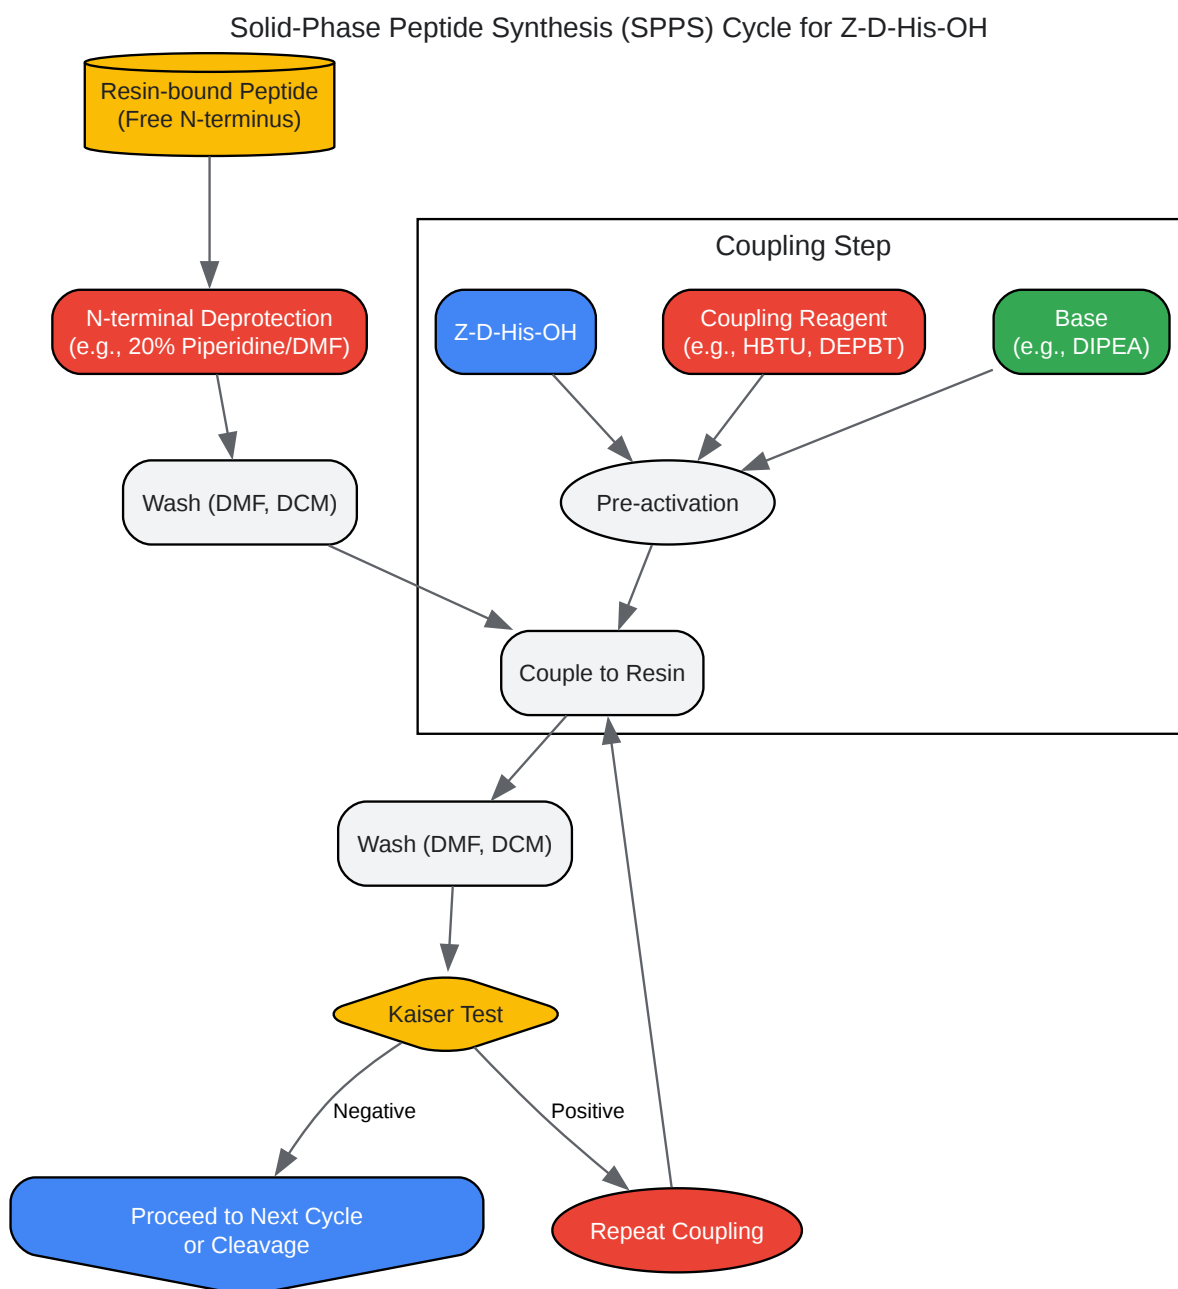 Solid-Phase Peptide Synthesis (SPPS) Cycle for Z-D-His-OH
Resin-bound Peptide
(Free N-terminus)
Coupling Step
N-terminal Deprotection
(e.g., 20% Piperidine/DMF)
Z-D-His-OH
Coupling Reagent
(e.g., HBTU, DEPBT)
Base
(e.g., DIPEA)
Wash (DMF, DCM)
Pre-activation
Couple to Resin
Wash (DMF, DCM)
Kaiser Test
Negative
Positive
Proceed to Next Cycle
or Cleavage
Repeat Coupling